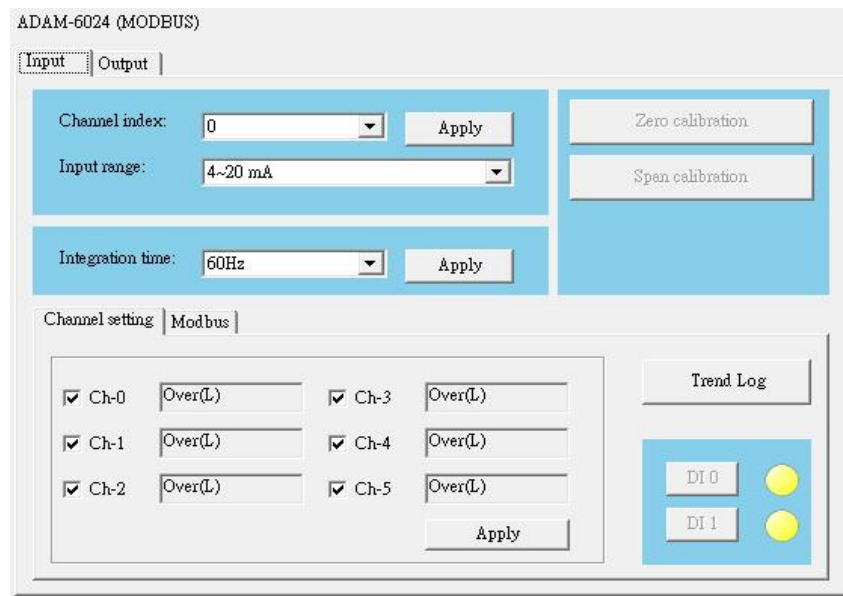 ADAM-6024 (MODBUS)
Input Output
Channel index: 0 Apply
Zero calibration
Input range: 4~20 mA
Span calibration
Integration time: 60Hz Apply
Channel setting Modbus
Trend Log
Ch-0 Over(L) Ch-3 Over(L)
Ch-1 Over(L) Ch-4 Over(L)
Ch-2 Over(L) Ch-5 Over(L)
Apply
DI 0
DI 1